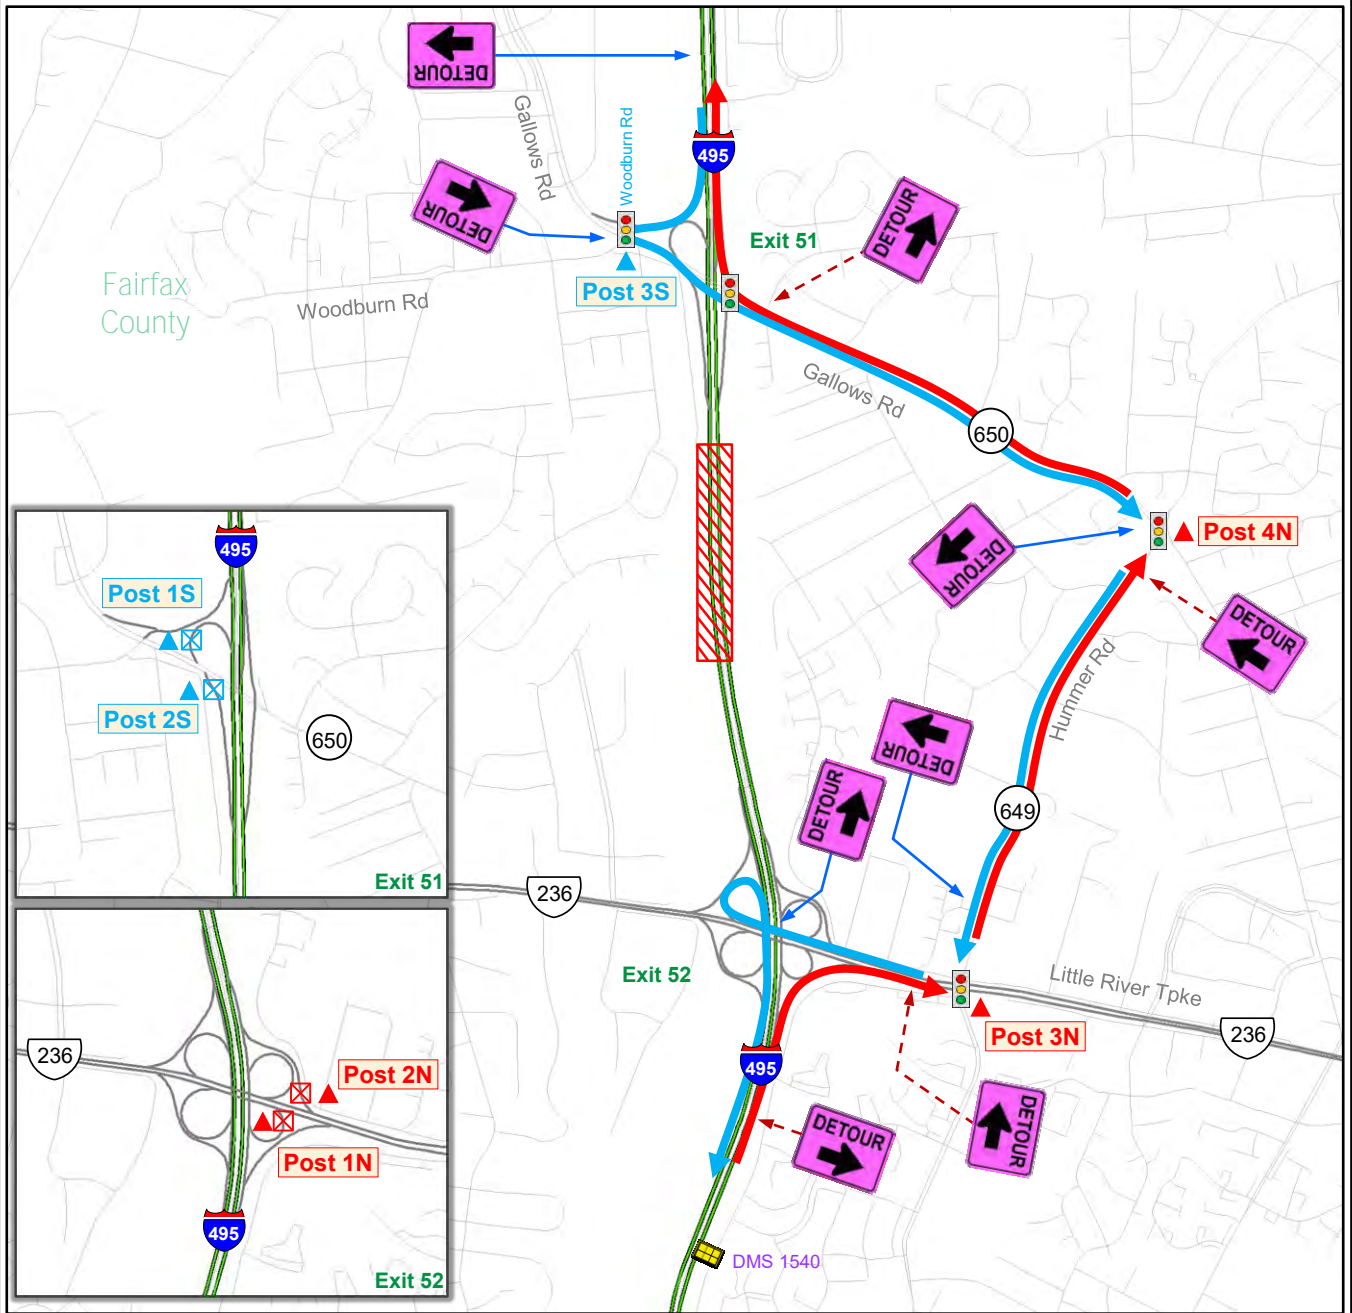 DETOUR
Gallows Rd
Woodburn Rd
495
DETOUR
DETOUR
Exit 51
Post 3S
Fairfax
County
Woodburn Rd
Gallows Rd
650
Post 4N
DETOUR
DETOUR
Hummer Rd
DETOUR
DETOUR
649
495
Post 1S
Post 2S
650
Exit 51
236
Exit 52
Little River Tpke
Post 3N
236
495
DETOUR
DETOUR
DMS 1540
236
Post 2N
Post 1N
495
Exit 52